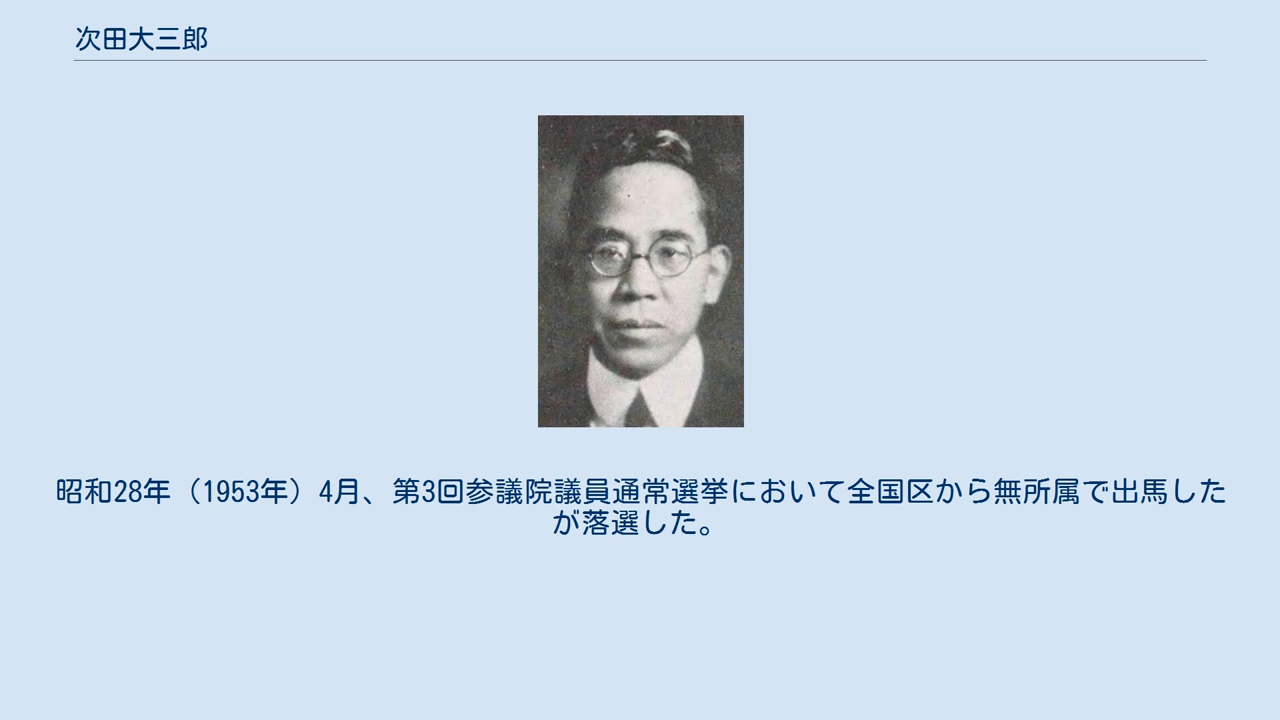 次田大三郎
昭和28年（1953年）4月、第3回参議院議員通常選挙において全国区から無所属で出馬した
が落選した。